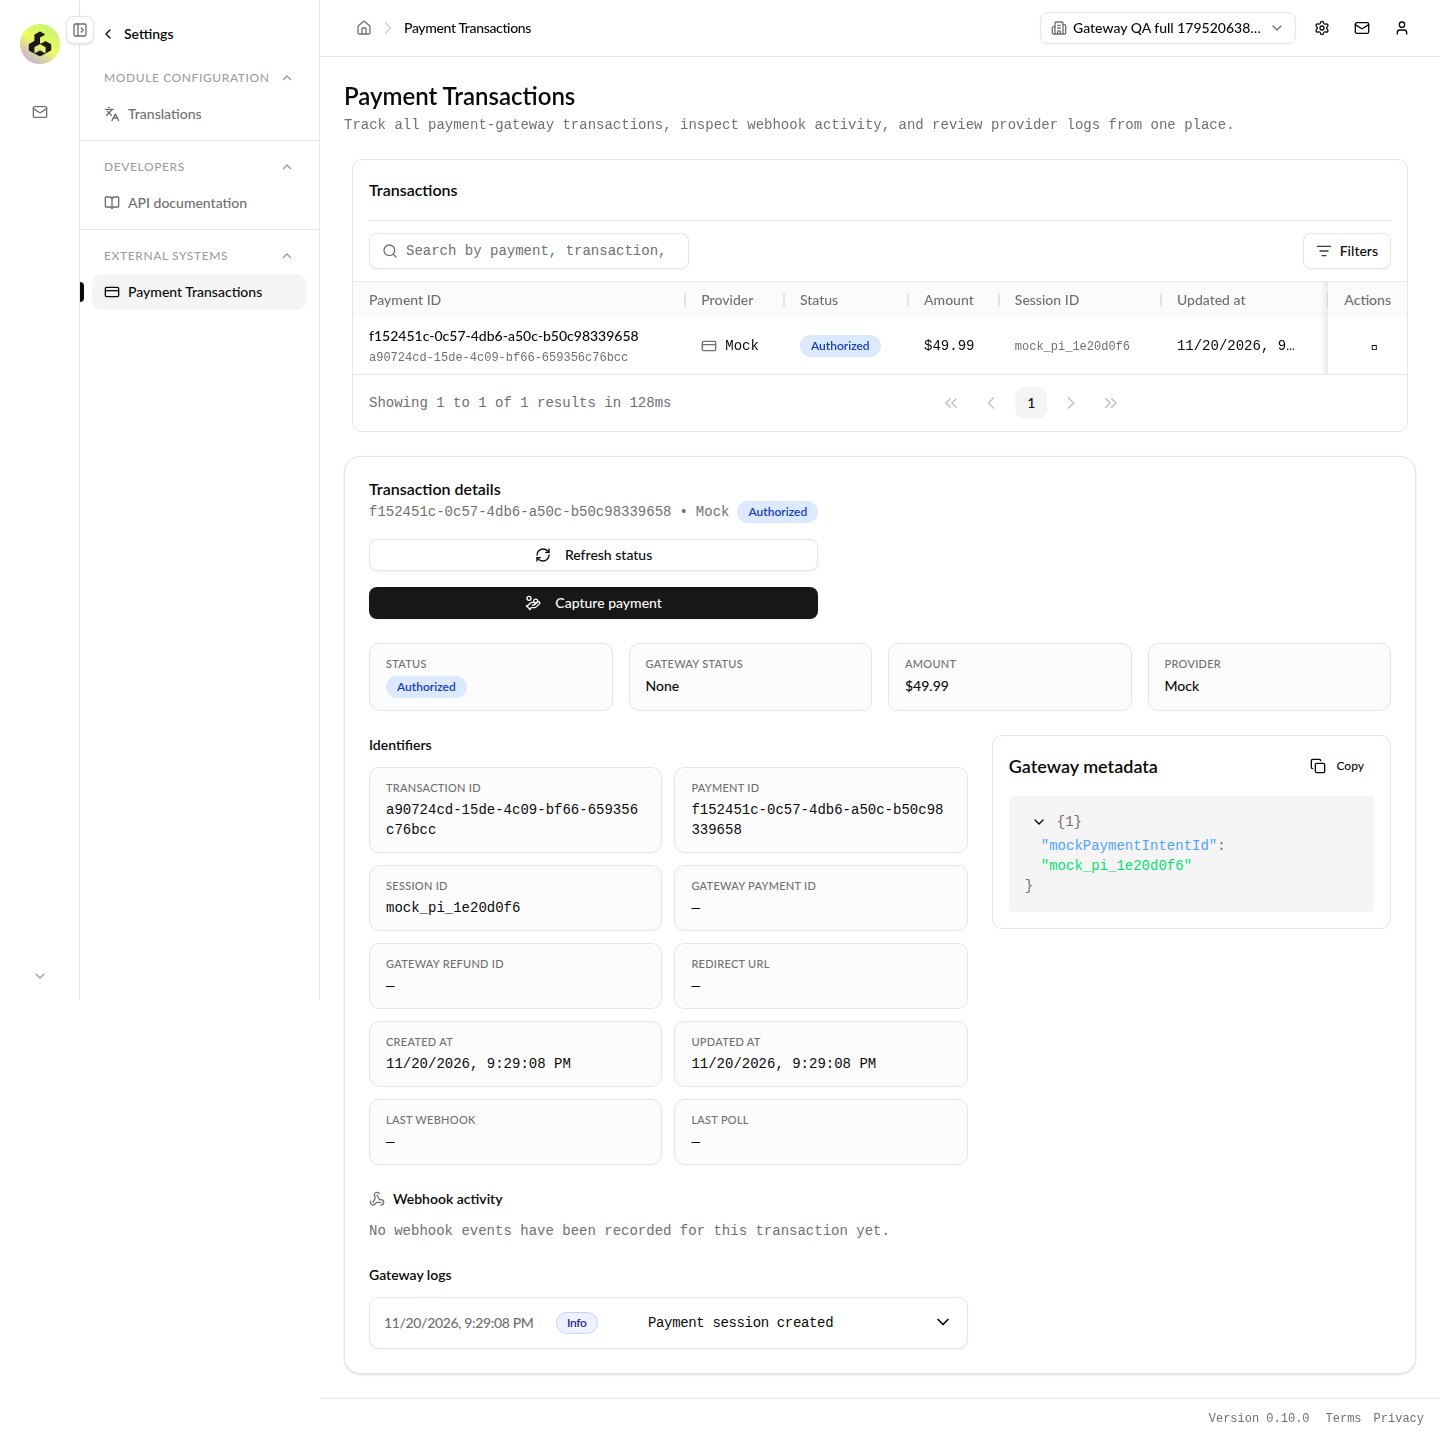 Settings
MODULE CONFIGURATION
Translations
DEVELOPERS
API documentation
EXTERNAL SYSTEMS
Payment Transactions
Payment Transactions
Gateway QA full 179520638...
Payment Transactions
Track all payment-gateway transactions, inspect webhook activity, and review provider logs from one place.
Transactions
Search by payment, transaction,
Filters
Payment ID Provider Status Amount Session ID Updated at Actions
f152451c-0c57-4db6-a50c-b50c98339658 Mock Authorized $49.99 mock_pi_1e20d0f6 11/20/2026, 9…
a90724cd-15de-4c09-bf66-659356c76bcc
Showing 1 to 1 of 1 results in 128ms
1
Transaction details
f152451c-0c57-4db6-a50c-b50c98339658 • Mock Authorized
Refresh status
Capture payment
STATUS
Authorized
GATEWAY STATUS
None
AMOUNT
$49.99
PROVIDER
Mock
Identifiers
TRANSACTION ID
a90724cd-15de-4c09-bf66-659356
c76bcc
PAYMENT ID
f152451c-0c57-4db6-a50c-b50c98
339658
SESSION ID
mock_pi_1e20d0f6
GATEWAY PAYMENT ID
—
GATEWAY REFUND ID
—
REDIRECT URL
—
CREATED AT
11/20/2026, 9:29:08 PM
UPDATED AT
11/20/2026, 9:29:08 PM
LAST WEBHOOK
—
LAST POLL
—
Gateway metadata
Copy
{1}
"mockPaymentIntentId":
"mock_pi_1e20d0f6"
}
Webhook activity
No webhook events have been recorded for this transaction yet.
Gateway logs
11/20/2026, 9:29:08 PM Info Payment session created
Version 0.10.0 Terms Privacy